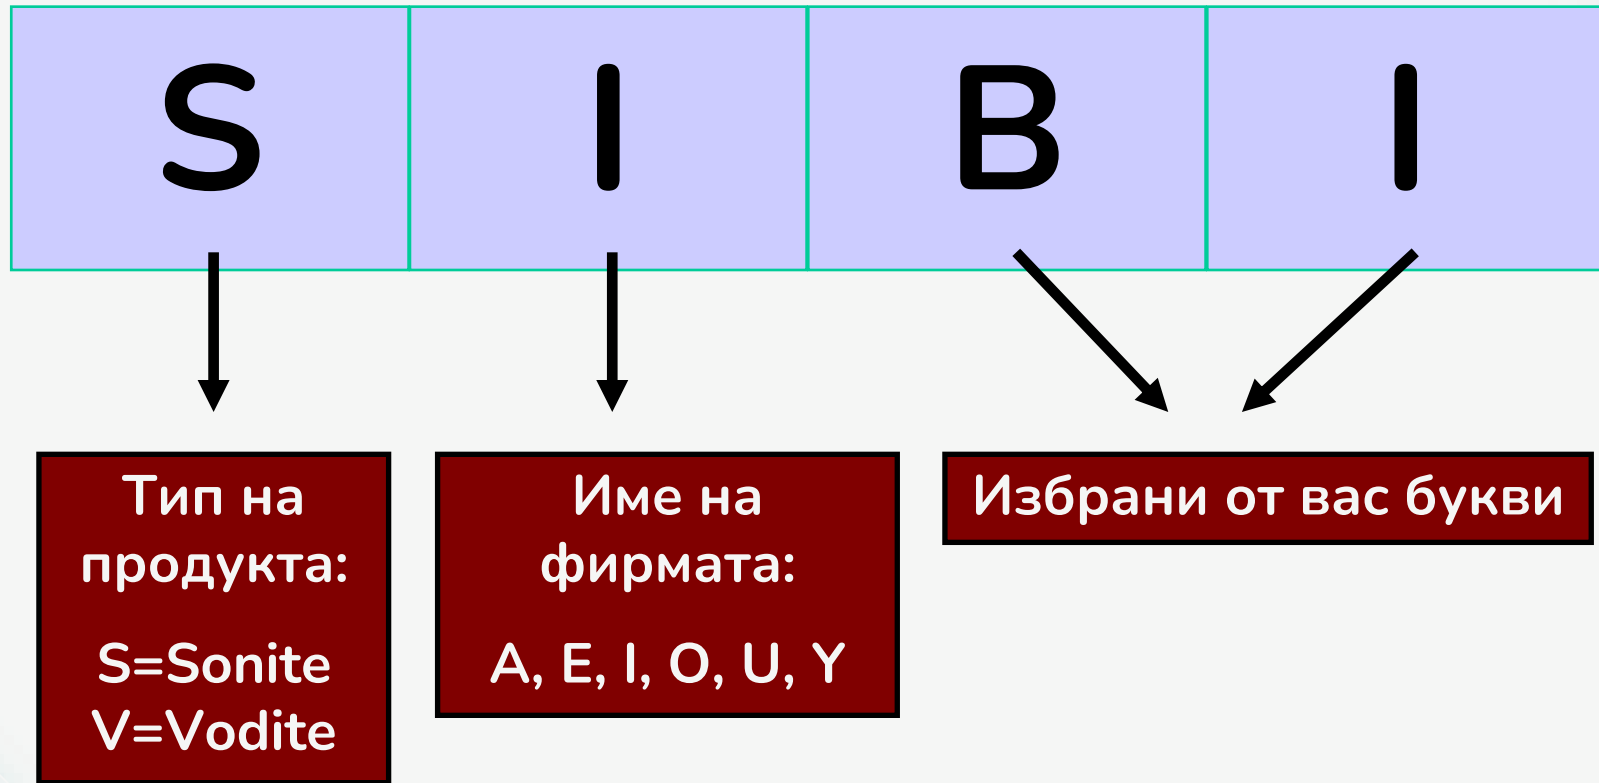 S I B I
Тип на
продукта:
S=Sonite
V=Vodite
Име на
фирмата:
A, E, I, O, U, Y
Избрани от вас букви